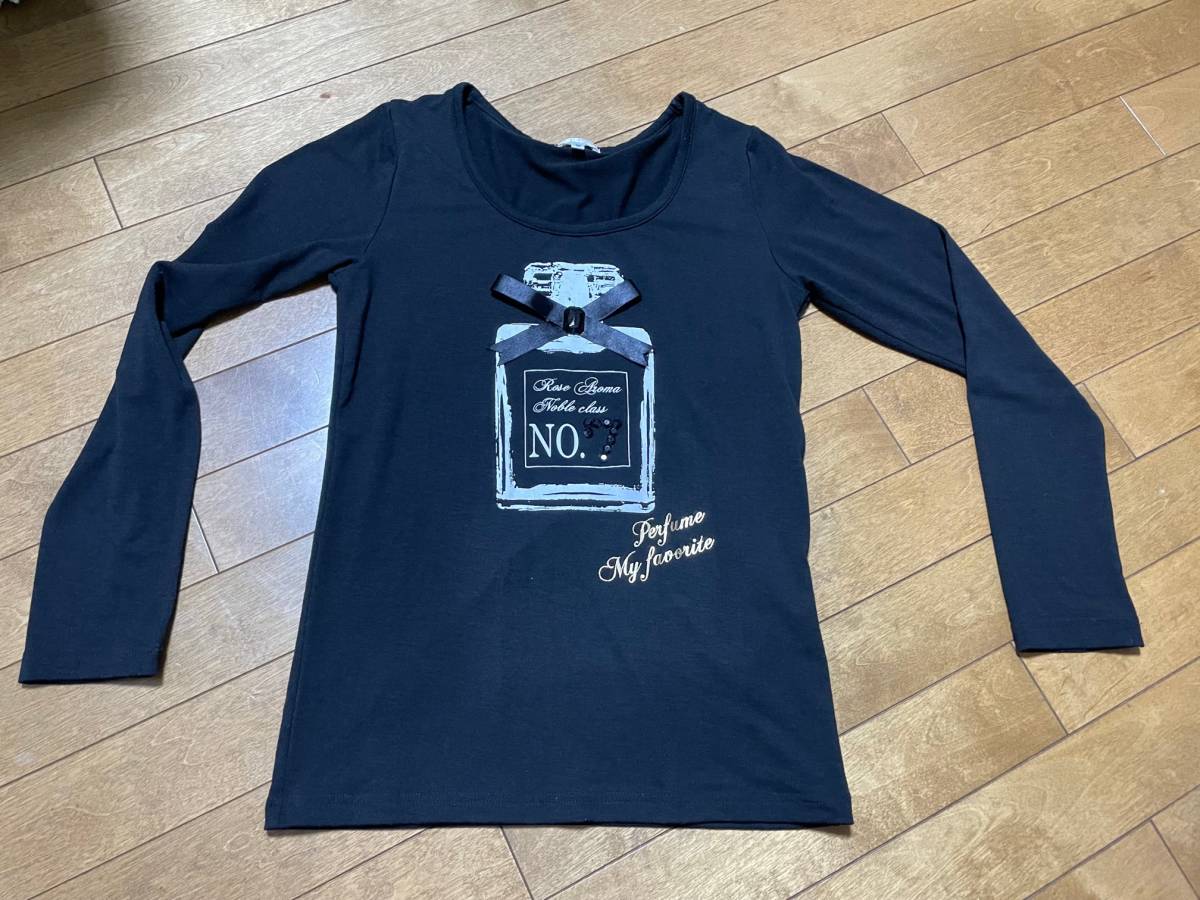 Rose Aroma
Noble class
NO. 7
Perfume
My favorite